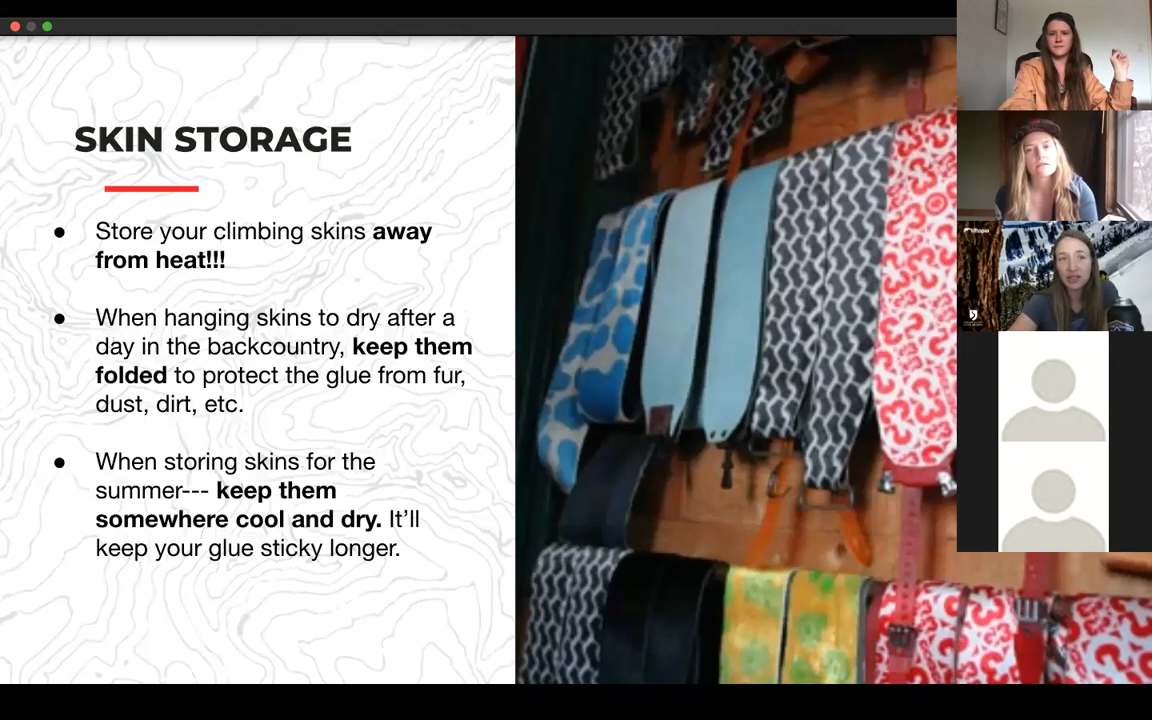 SKIN STORAGE
● Store your climbing skins away
from heat!!!
● When hanging skins to dry after a
day in the backcountry, keep them
folded to protect the glue from fur,
dust, dirt, etc.
● When storing skins for the
summer--- keep them
somewhere cool and dry. It’ll
keep your glue sticky longer.